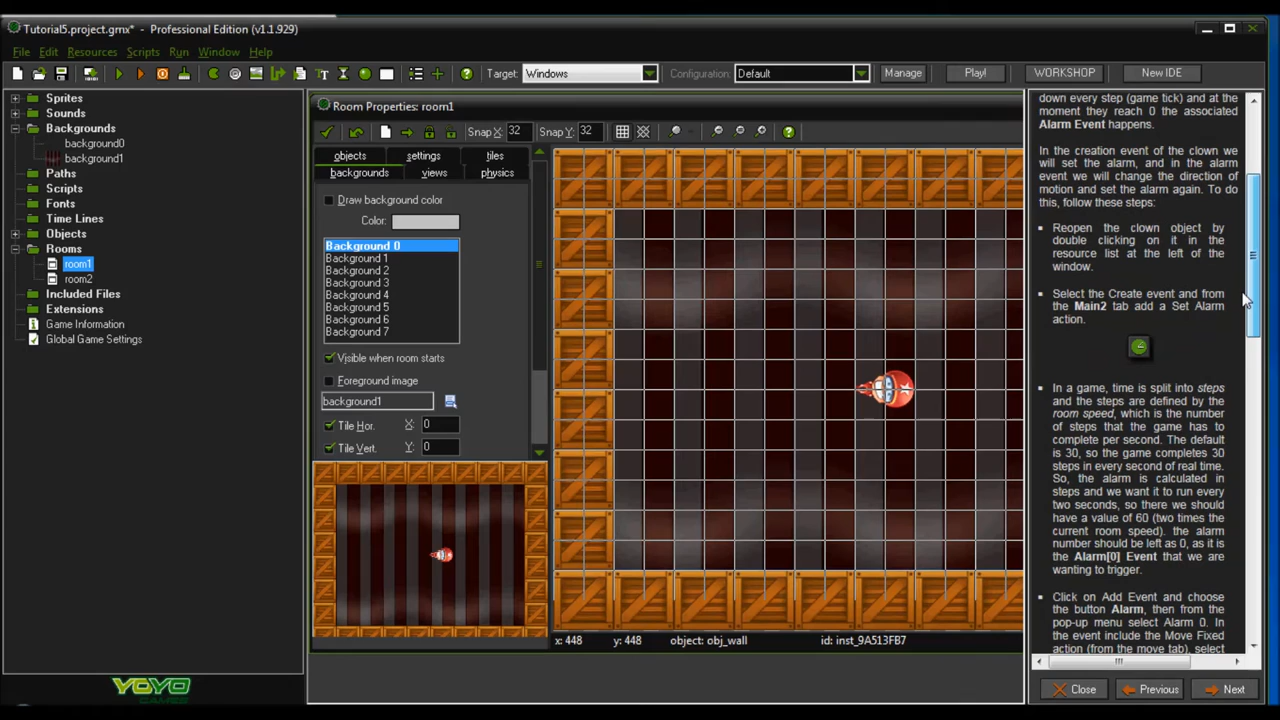 Tutorial5.project.gmx* - Professional Edition (v1.1.929)
File Edit Resources Scripts Run Window Help
Target: Windows Configuration: Default Manage Play! WORKSHOP New IDE
Sprites
Sounds
Backgrounds
background0
background1
Paths
Scripts
Fonts
Time Lines
Objects
Rooms
room1
room2
Included Files
Extensions
Game Information
Global Game Settings
YOYO
GAMES
Room Properties: room1
Snap X: 32 Snap Y: 32
objects settings tiles
backgrounds views physics
Draw background color
Color:
Background 0
Background 1
Background 2
Background 3
Background 4
Background 5
Background 6
Background 7
Visible when room starts
Foreground image
background1
Tile Hor. X: 0
Tile Vert. Y: 0
x: 448 y: 448 object: obj_wall id: inst_9A513FB7
down every step (game tick) and at the
moment they reach 0 the associated
Alarm Event happens.
In the creation event of the clown we
will set the alarm, and in the alarm
event we will change the direction of
motion and set the alarm again. To do
this, follow these steps:
Reopen the clown object by
double clicking on it in the
resource list at the left of the
window.
Select the Create event and from
the Main2 tab add a Set Alarm
action.
In a game, time is split into steps
and the steps are defined by the
room speed, which is the number
of steps that the game has to
complete per second. The default
is 30, so the game completes 30
steps in every second of real time.
So, the alarm is calculated in
steps and we want it to run every
two seconds, so there we should
have a value of 60 (two times the
current room speed). the alarm
number should be left as 0, as it is
the Alarm[0] Event that we are
wanting to trigger.
Click on Add Event and choose
the button Alarm, then from the
pop-up menu select Alarm 0. In
the event include the Move Fixed
action (from the move tab), select
Close Previous Next